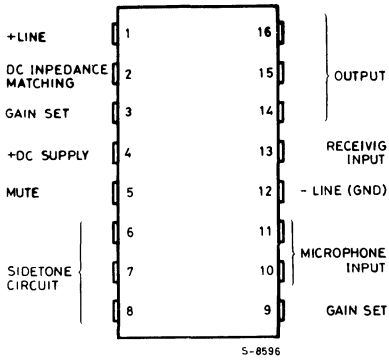 +LINE 1 16
DC INPEDANCE
MATCHING 2 15 OUTPUT
GAIN SET 3 14
+DC SUPPLY 4 13 RECEIVIG
INPUT
MUTE 5 12 - LINE (GND)
6 11
MICROPHONE
INPUT
SIDETONE
CIRCUIT 7 10
8 9 GAIN SET
S-8596